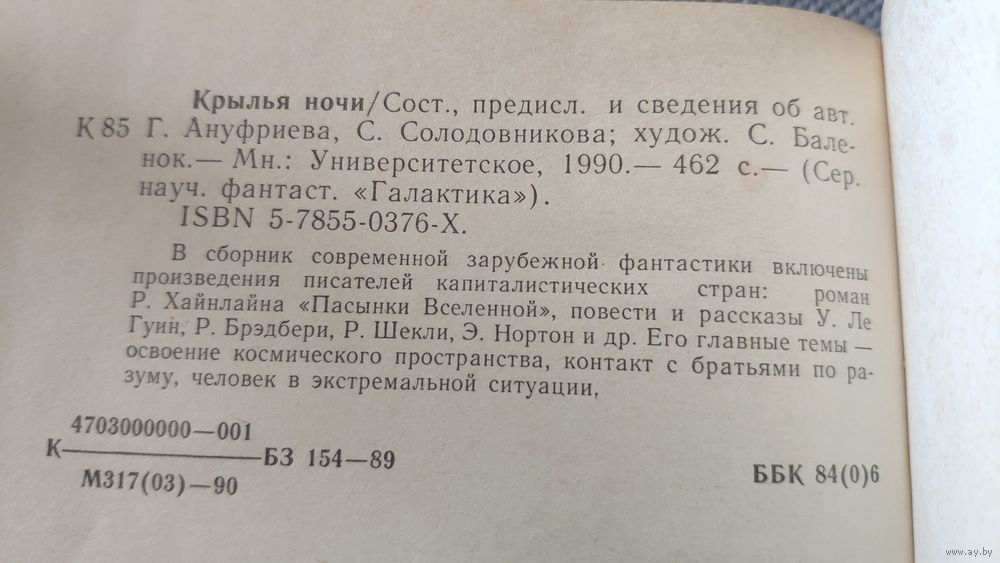 Крылья ночи/Сост., предисл. и сведения об авт.
К 85 Г. Ануфриева, С. Солодовникова; худож. С. Бале-
нок.— Мн.: Университетское, 1990.— 462 с.— (Сер.
науч. фантаст. «Галактика»).
ISBN 5-7855-0376-X.
В сборник современной зарубежной фантастики включены
произведения писателей капиталистических стран: роман
Р. Хайнлайна «Пасынки Вселенной», повести и рассказы У. Ле
Гуин, Р. Брэдбери, Р. Шекли, Э. Нортон и др. Его главные темы —
освоение космического пространства, контакт с братьями по ра-
зуму, человек в экстремальной ситуации,
4703000000—001
К БЗ 154—89
М317(03)—90
ББК 84(0)6
www.ay.by